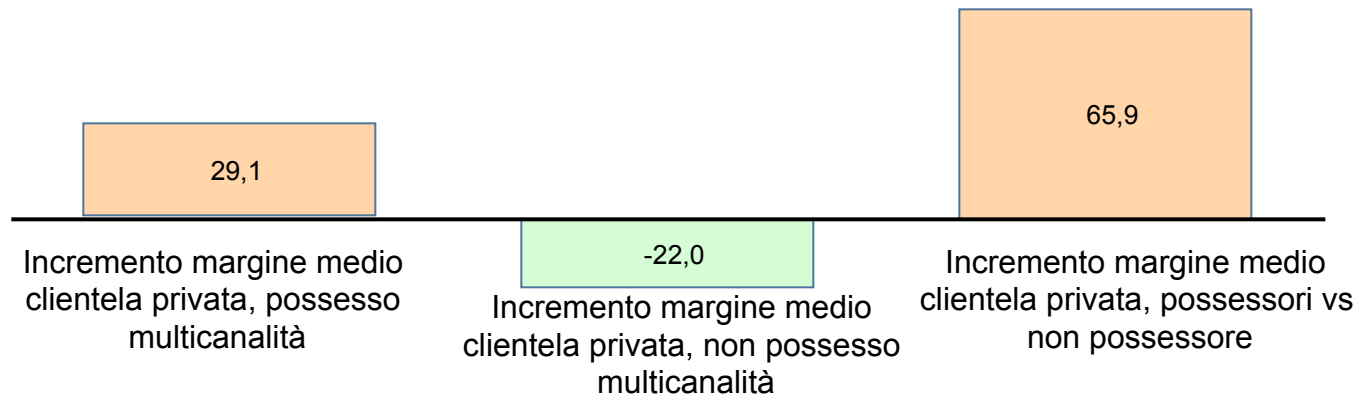 65,9
29,1
-22,0
Incremento margine medio
clientela privata, possesso
multicanalità
Incremento margine medio
clientela privata, non possesso
multicanalità
Incremento margine medio
clientela privata, possessori vs
non possessore